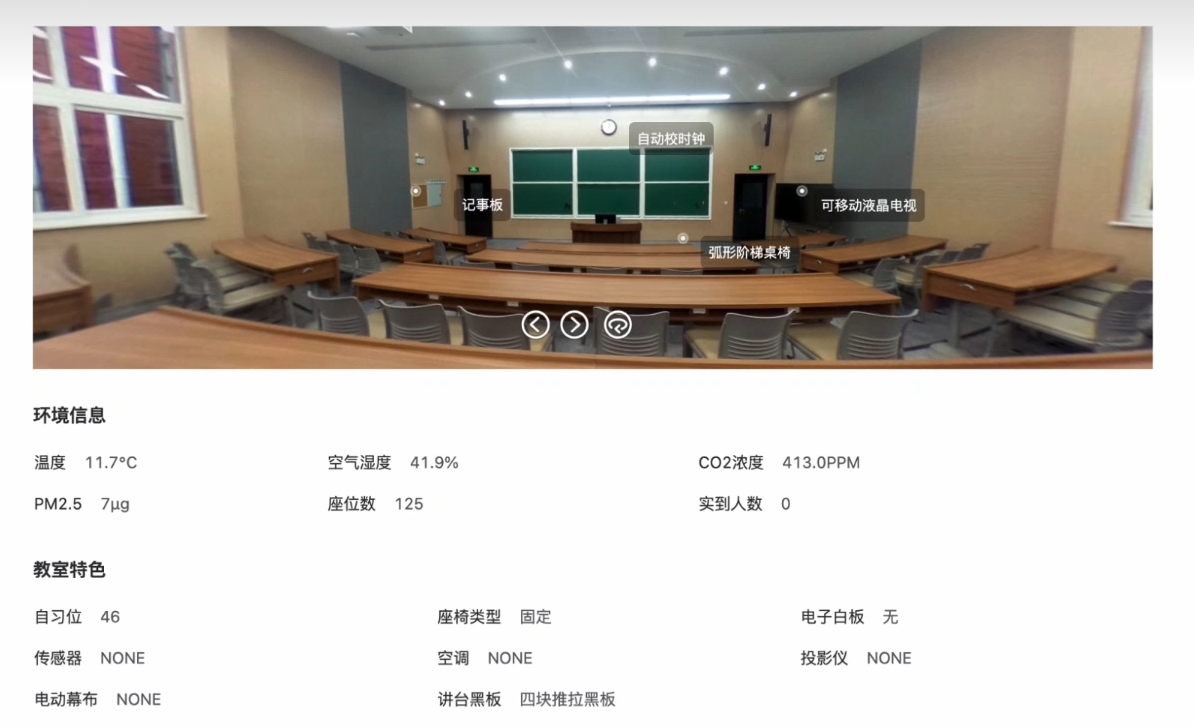 自动校时钟
记事板
可移动液晶电视
弧形阶梯桌椅
环境信息
温度 11.7°C 空气湿度 41.9% CO2浓度 413.0PPM
PM2.5 7μg 座位数 125 实到人数 0
教室特色
自习位 46 座椅类型 固定 电子白板 无
传感器 NONE 空调 NONE 投影仪 NONE
电动幕布 NONE 讲台黑板 四块推拉黑板